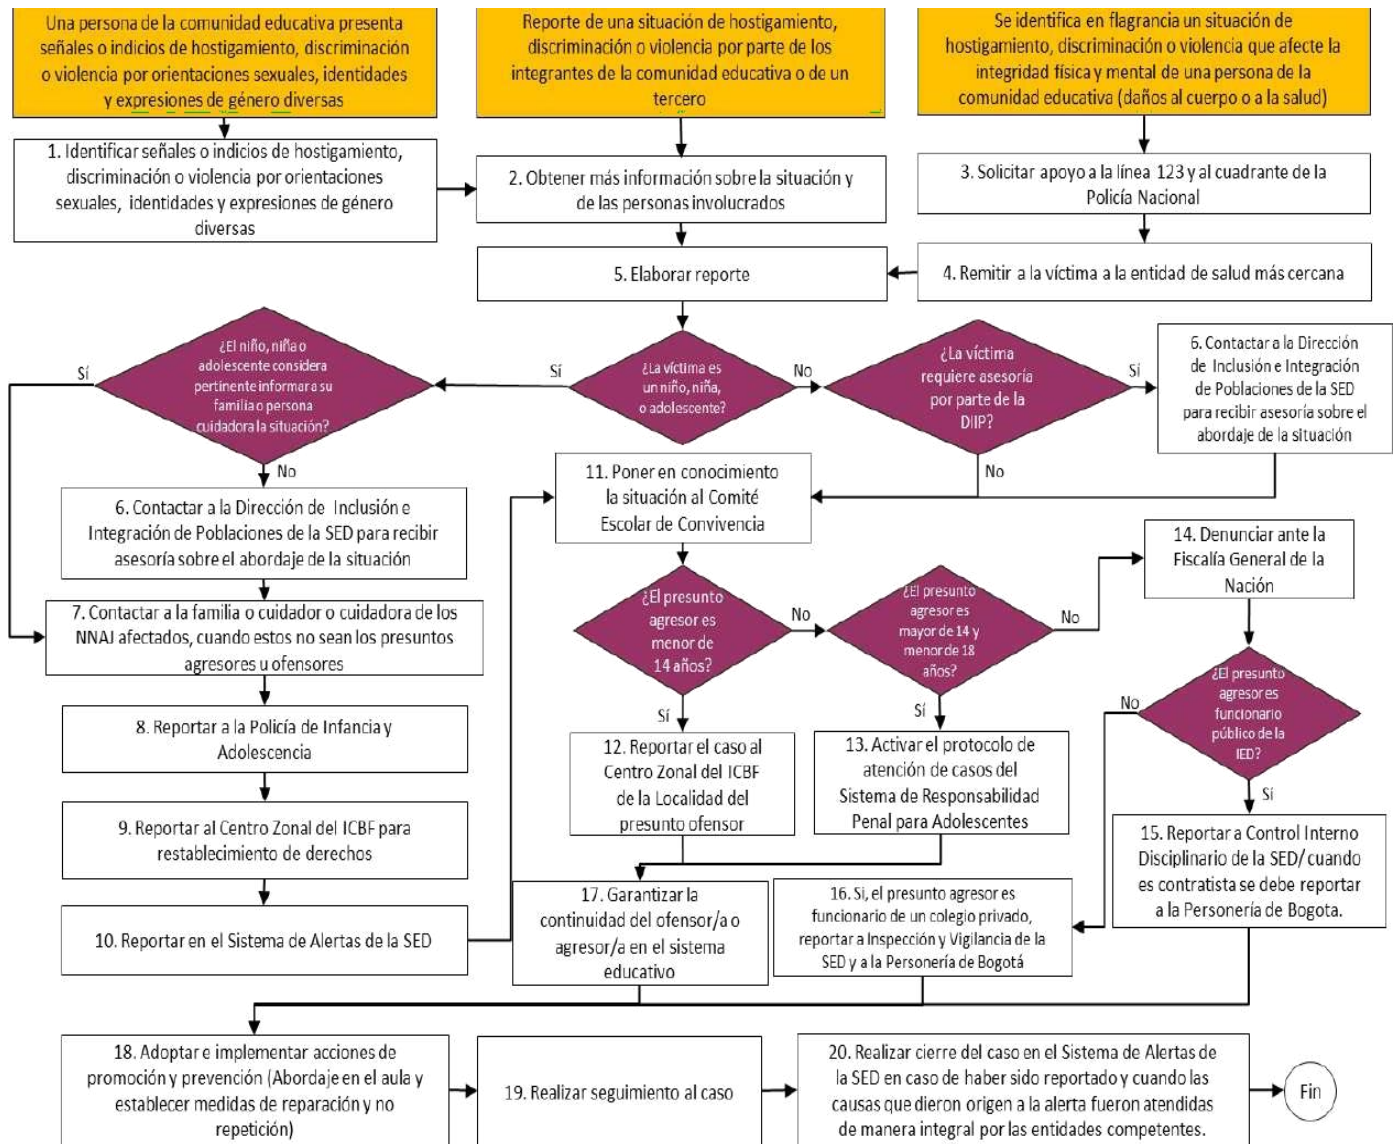 Una persona de la comunidad educativa presenta
señales o indicios de hostigamiento, discriminación
o violencia por orientaciones sexuales, identidades
y expresiones de género diversas
Reporte de una situación de hostigamiento,
discriminación o violencia por parte de los
integrantes de la comunidad educativa o de un
tercero
Se identifica en flagrancia un situación de
hostigamiento, discriminación o violencia que afecte la
integridad física y mental de una persona de la
comunidad educativa (daños al cuerpo o a la salud)
1. Identificar señales o indicios de hostigamiento,
discriminación o violencia por orientaciones
sexuales, identidades y expresiones de género
diversas
2. Obtener más información sobre la situación y
de las personas involucrados
3. Solicitar apoyo a la línea 123 y al cuadrante de la
Policía Nacional
5. Elaborar reporte
4. Remitir a la víctima a la entidad de salud más cercana
¿El niño, niña o
adolescente considera
pertinente informar a su
familia o persona
cuidadora la situación?
Sí
Sí
¿La víctima es
un niño, niña,
o adolescente?
No
¿La víctima
requiere asesoría
por parte de la
DIIP?
Sí
6. Contactar a la Dirección
de Inclusión e Integración
de Poblaciones de la SED
para recibir asesoría sobre el
abordaje de la situación
No
No
6. Contactar a la Dirección de Inclusión e
Integración de Poblaciones de la SED para recibir
asesoría sobre el abordaje de la situación
11. Poner en conocimiento
la situación al Comité
Escolar de Convivencia
14. Denunciar ante la
Fiscalía General de la
Nación
7. Contactar a la familia o cuidador o cuidadora de los
NNAJ afectados, cuando estos no sean los presuntos
agresores u ofensores
¿El presunto
agresor es
menor de
14 años?
No
¿El presunto
agresor es
mayor de 14 y
menor de 18
años?
No
¿El presunto
agresor es
funcionario
público de la
IED?
No
Sí
8. Reportar a la Policía de Infancia y
Adolescencia
Sí
Sí
12. Reportar el caso al
Centro Zonal del ICBF
de la Localidad del
presunto ofensor
13. Activar el protocolo de
atención de casos del
Sistema de Responsabilidad
Penal para Adolescentes
9. Reportar al Centro Zonal del ICBF para
restablecimiento de derechos
15. Reportar a Control Interno
Disciplinario de la SED/ cuando
es contratista se debe reportar
a la Personería de Bogota.
10. Reportar en el Sistema de Alertas de la SED
17. Garantizar la
continuidad del ofensor/a o
agresor/a en el sistema
educativo
16. Si, el presunto agresor es
funcionario de un colegio privado,
reportar a Inspección y Vigilancia de la
SED y a la Personería de Bogotá
18. Adoptar e implementar acciones de
promoción y prevención (Abordaje en el aula y
establecer medidas de reparación y no
repetición)
19. Realizar seguimiento al caso
20. Realizar cierre del caso en el Sistema de Alertas de
la SED en caso de haber sido reportado y cuando las
causas que dieron origen a la alerta fueron atendidas
de manera integral por las entidades competentes.
Fin